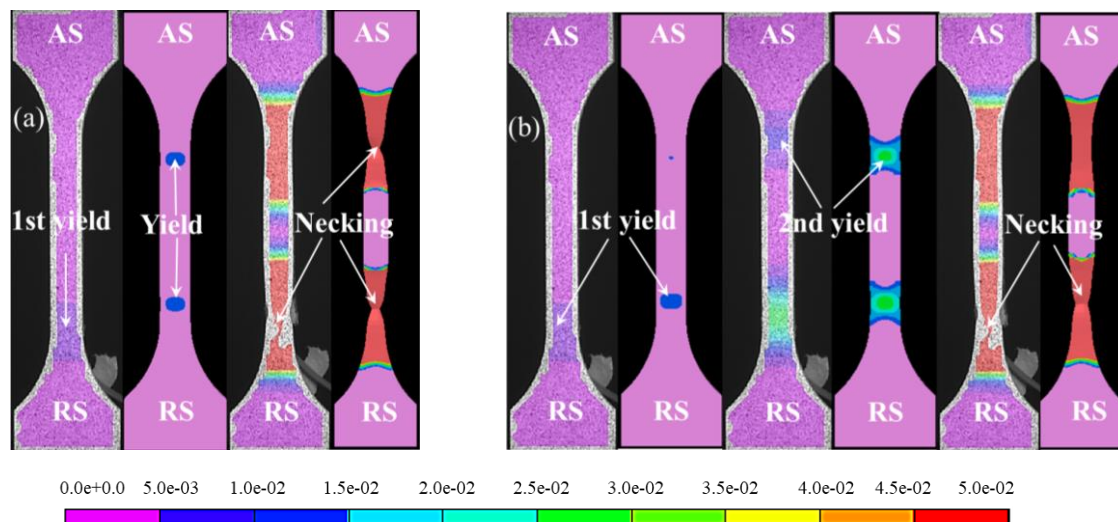 AS AS AS AS
(a)
1st yield Yield Necking
RS RS RS RS
AS AS AS AS AS AS
(b)
1st yield 2nd yield Necking
RS RS RS RS RS RS
0.0e+0.0 5.0e-03 1.0e-02 1.5e-02 2.0e-02 2.5e-02 3.0e-02 3.5e-02 4.0e-02 4.5e-02 5.0e-02